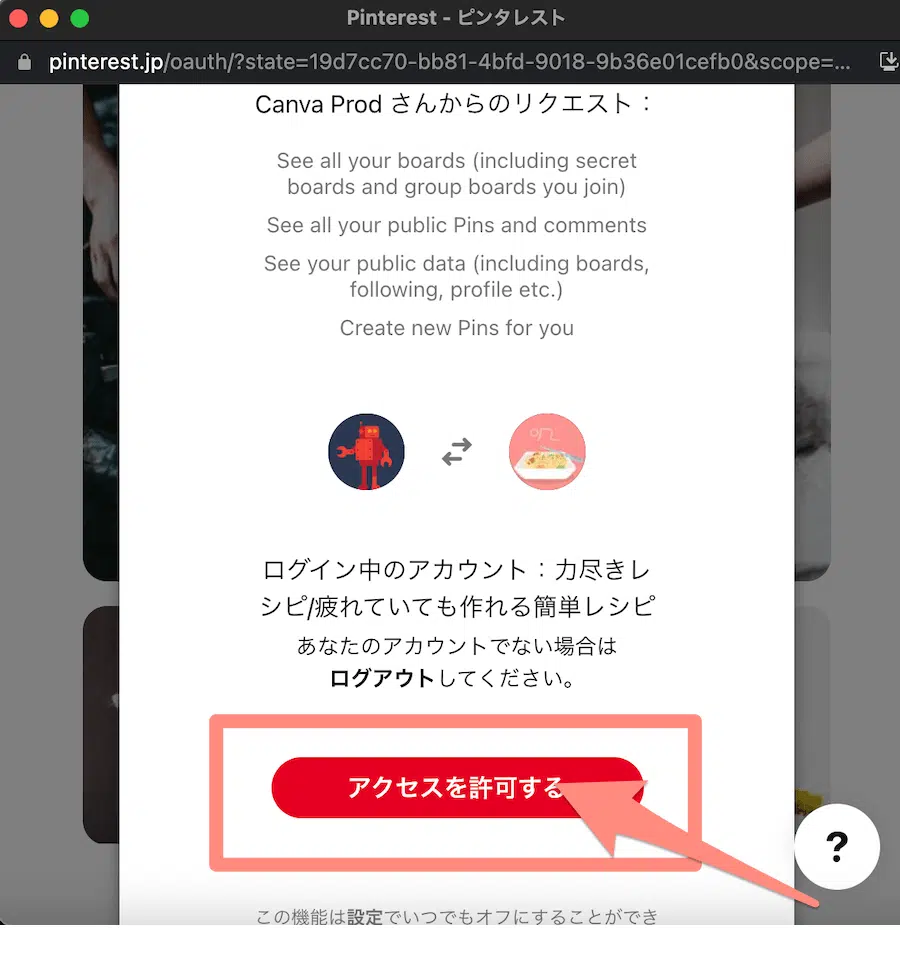 Pinterest - ピンタレスト
pinterest.jp/oauth/?state=19d7cc70-bb81-4bfd-9018-9b36e01cefb0&scope=...
Canva Prod さんからのリクエスト：
See all your boards (including secret
boards and group boards you join)
See all your public Pins and comments
See your public data (including boards,
following, profile etc.)
Create new Pins for you
ログイン中のアカウント：力尽きレ
シピ/疲れていても作れる簡単レシピ
あなたのアカウントでない場合は
ログアウトしてください。
アクセスを許可する
?
この機能は設定でいつでもオフにすることができ